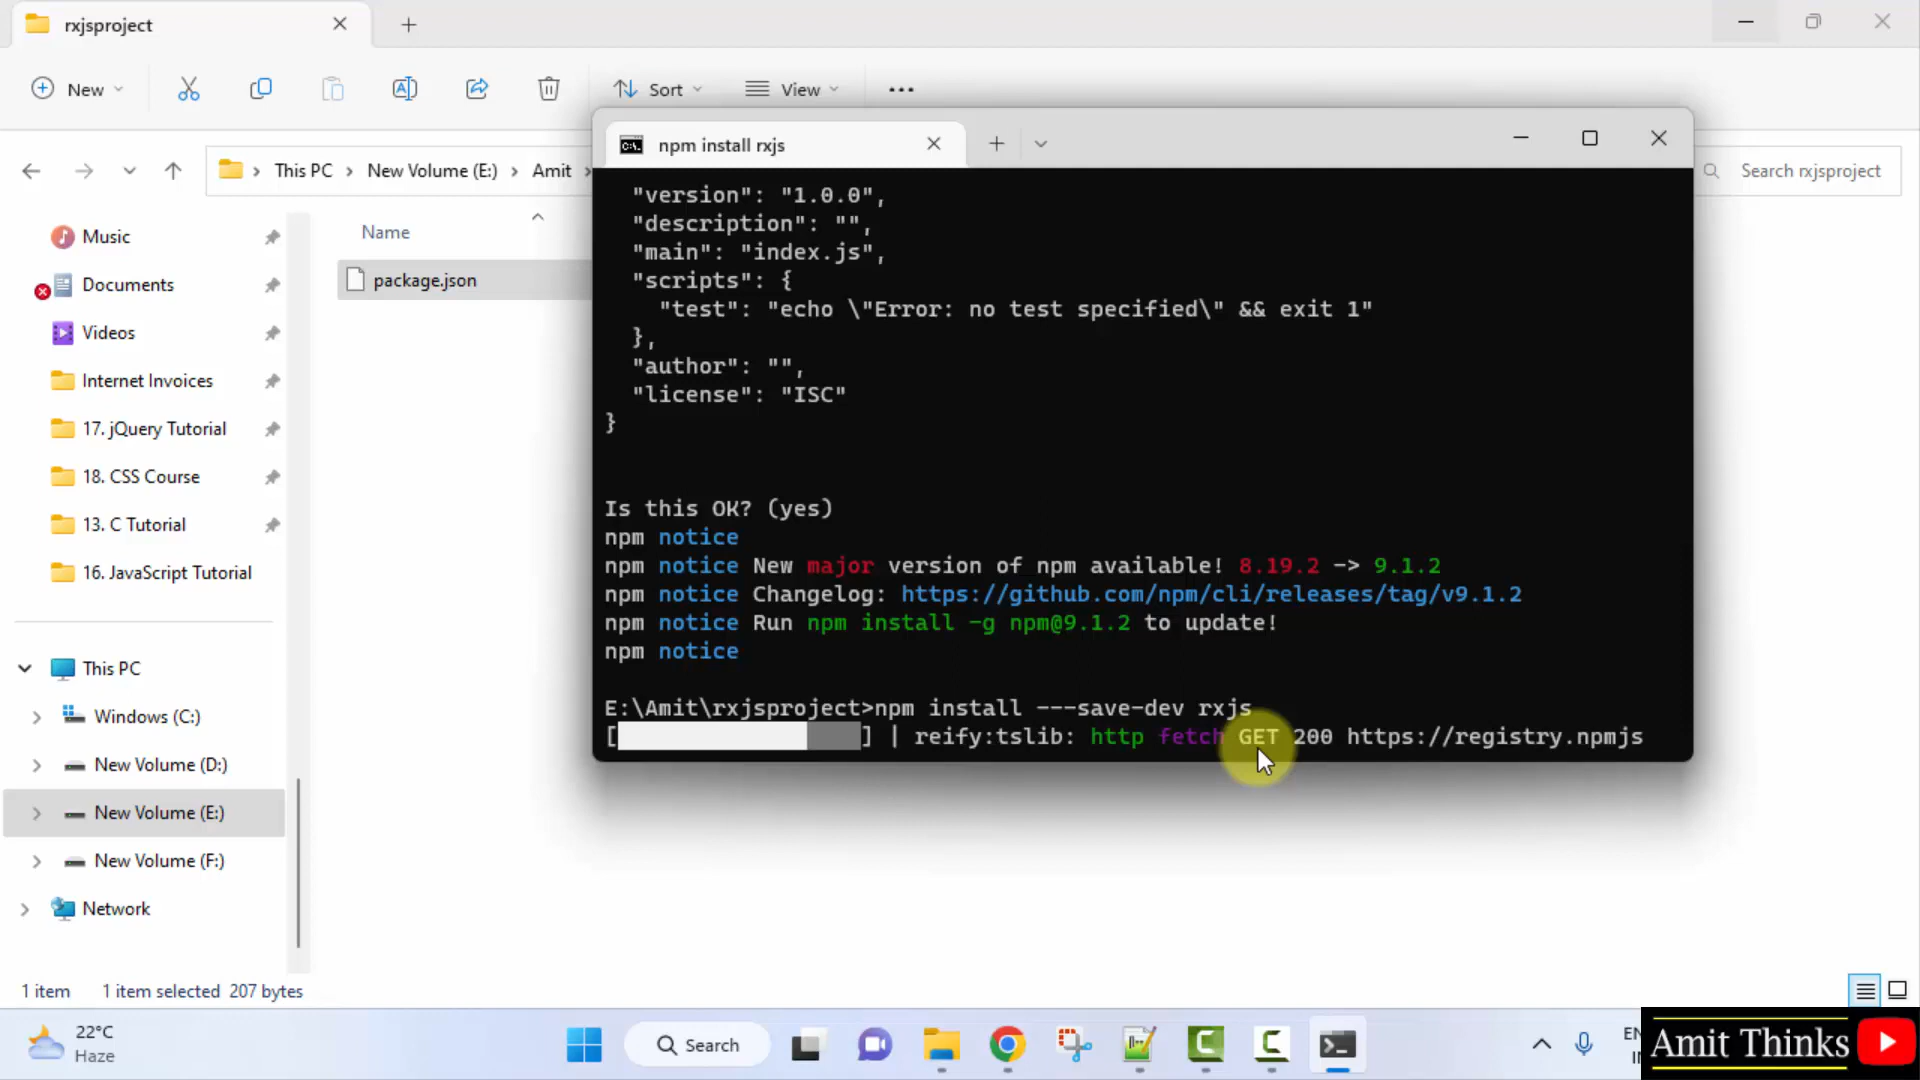 rxjsproject
New
Sort
View
This PC
New Volume (E:)
Amit
Search rxjsproject
Music
Documents
Videos
Internet Invoices
17. jQuery Tutorial
18. CSS Course
13. C Tutorial
16. JavaScript Tutorial
This PC
Windows (C:)
New Volume (D:)
New Volume (E:)
New Volume (F:)
Network
Name
package.json
npm install rxjs
"version": "1.0.0",
"description": "",
"main": "index.js",
"scripts": {
"test": "echo \"Error: no test specified\" && exit 1"
},
"author": "",
"license": "ISC"
}
Is this OK? (yes)
npm notice
npm notice New major version of npm available! 8.19.2 -> 9.1.2
npm notice Changelog: https://github.com/npm/cli/releases/tag/v9.1.2
npm notice Run npm install -g npm@9.1.2 to update!
npm notice
E:\Amit\rxjsproject>npm install ---save-dev rxjs
[ ] | reify:tslib: http fetch GET 200 https://registry.npmjs
1 item 1 item selected 207 bytes
22°C
Haze
Search
Amit Thinks